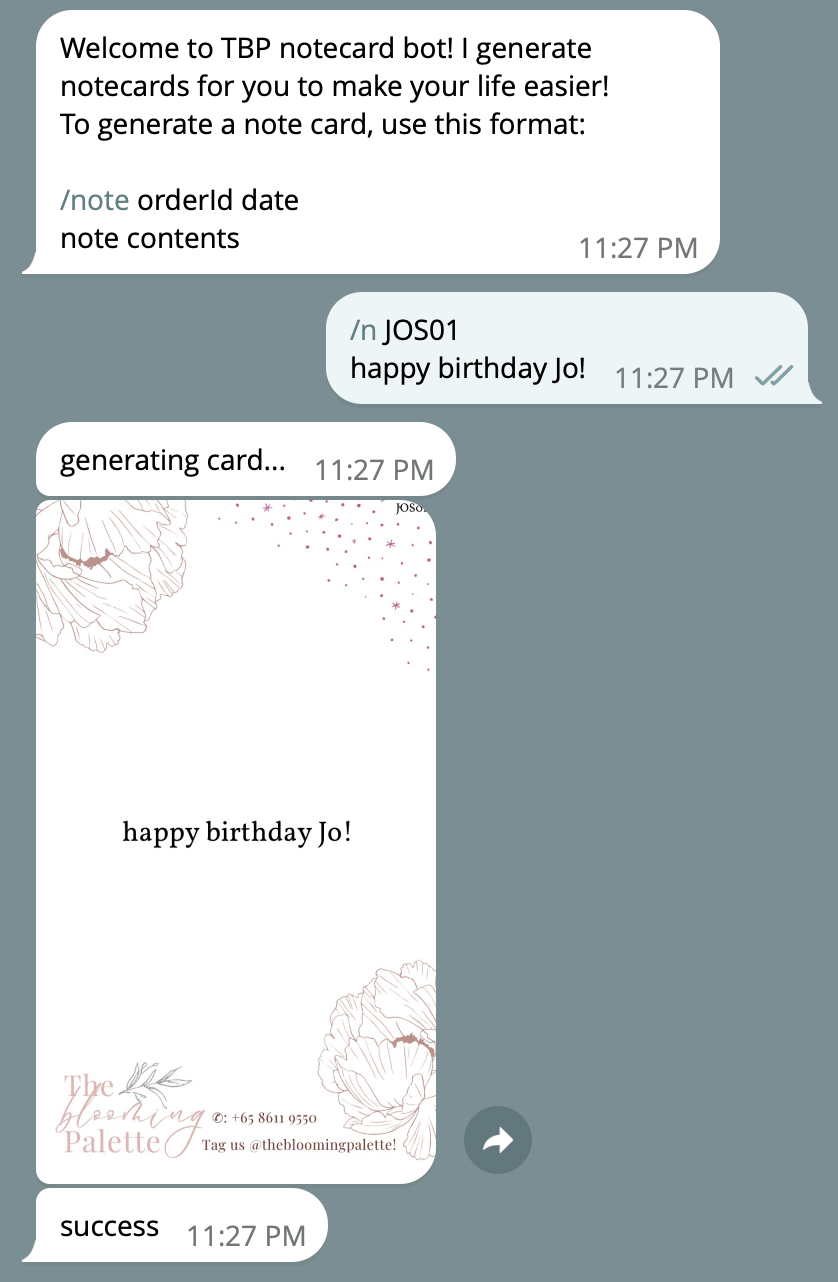 Welcome to TBP notecard bot! I generate
notecards for you to make your life easier!
To generate a note card, use this format:
/note orderId date
note contents
11:27 PM
/n JOS01
happy birthday Jo!
11:27 PM
generating card...
11:27 PM
happy birthday Jo!
The
blooming
Palette
✆: +65 8611 9550
Tag us @thebloomingpalette!
success
11:27 PM